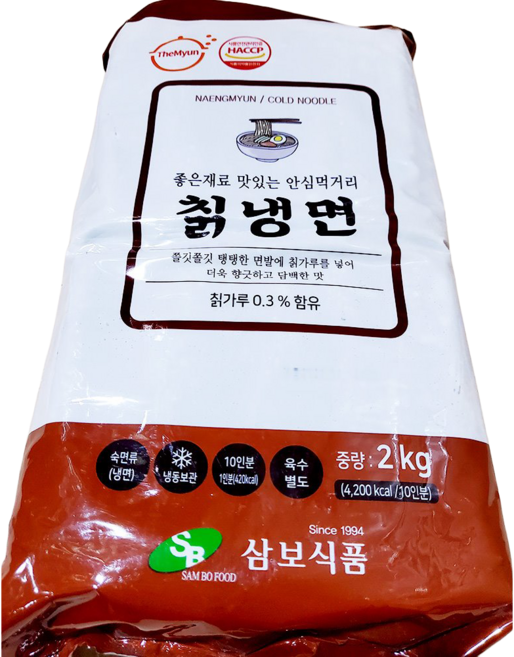 TheMyun
HACCP
NAENGMYUN / COLD NOODLE
좋은재료 맛있는 안심먹거리
칡냉면
쫄깃쫄깃 탱탱한 면발에 칡가루를 넣어
더욱 향긋하고 담백한 맛
칡가루 0.3 % 함유
숙면류
(냉면)
냉동보관
10인분
1인분(420kcal)
육수
별도
중량 : 2 kg
(4,200 kcal /10인분)
Since 1994
SB
삼보식품
SAM BO FOOD